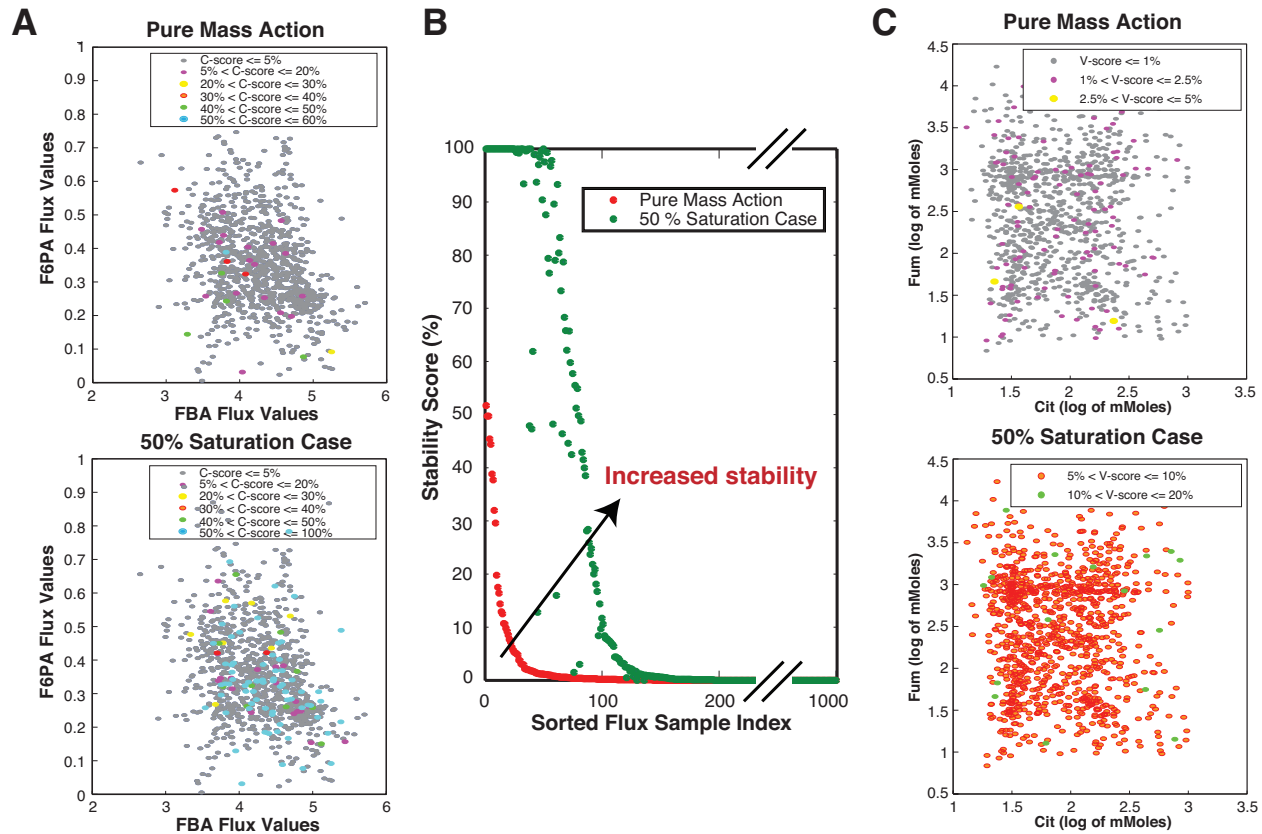 A
Pure Mass Action
1
0.9
0.8
0.7
0.6
0.5
0.4
0.3
0.2
0.1
0
F6PA Flux Values
C-score <= 5%
5% < C-score <= 20%
20% < C-score <= 30%
30% < C-score <= 40%
40% < C-score <= 50%
50% < C-score <= 60%
2 3 4 5 6
FBA Flux Values
50% Saturation Case
1
0.9
0.8
0.7
0.6
0.5
0.4
0.3
0.2
0.1
0
F6PA Flux Values
C-score <= 5%
5% < C-score <= 20%
20% < C-score <= 30%
30% < C-score <= 40%
40% < C-score <= 50%
50% < C-score <= 100%
2 3 4 5 6
FBA Flux Values
B
100
90
80
70
60
50
40
30
20
10
0
Stability Score (%)
Pure Mass Action
50 % Saturation Case
Increased stability
0 100 200 1000
Sorted Flux Sample Index
C
Pure Mass Action
4.5
4
3.5
3
2.5
2
1.5
1
0.5
Fum (log of mMoles)
V-score <= 1%
1% < V-score <= 2.5%
2.5% < V-score <= 5%
1 1.5 2 2.5 3 3.5
Cit (log of mMoles)
50% Saturation Case
4.5
4
3.5
3
2.5
2
1.5
1
0.5
Fum (log of mMoles)
5% < V-score <= 10%
10% < V-score <= 20%
1 1.5 2 2.5 3 3.5
Cit (log of mMoles)